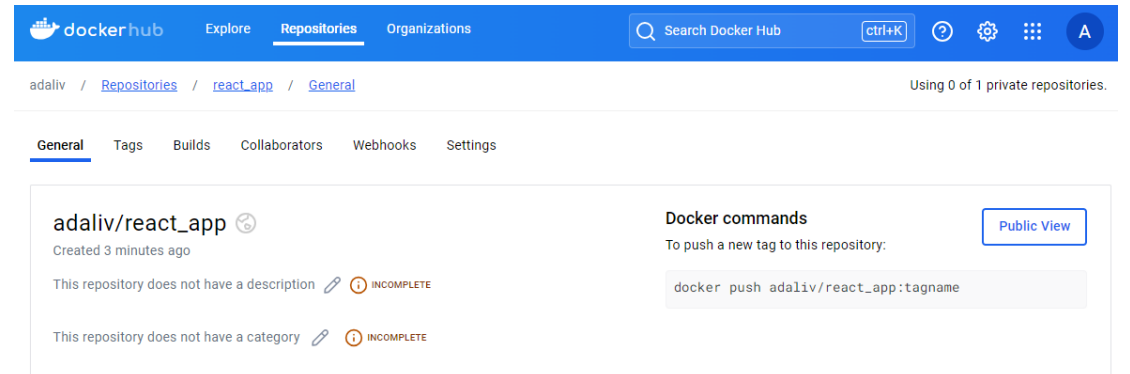 dockerhub Explore Repositories Organizations Search Docker Hub ctrl+K A
adaliv / Repositories / react_app / General Using 0 of 1 private repositories.
General Tags Builds Collaborators Webhooks Settings
adaliv/react_app
Created 3 minutes ago
This repository does not have a description INCOMPLETE
This repository does not have a category INCOMPLETE
Docker commands
Public View
To push a new tag to this repository:
docker push adaliv/react_app:tagname